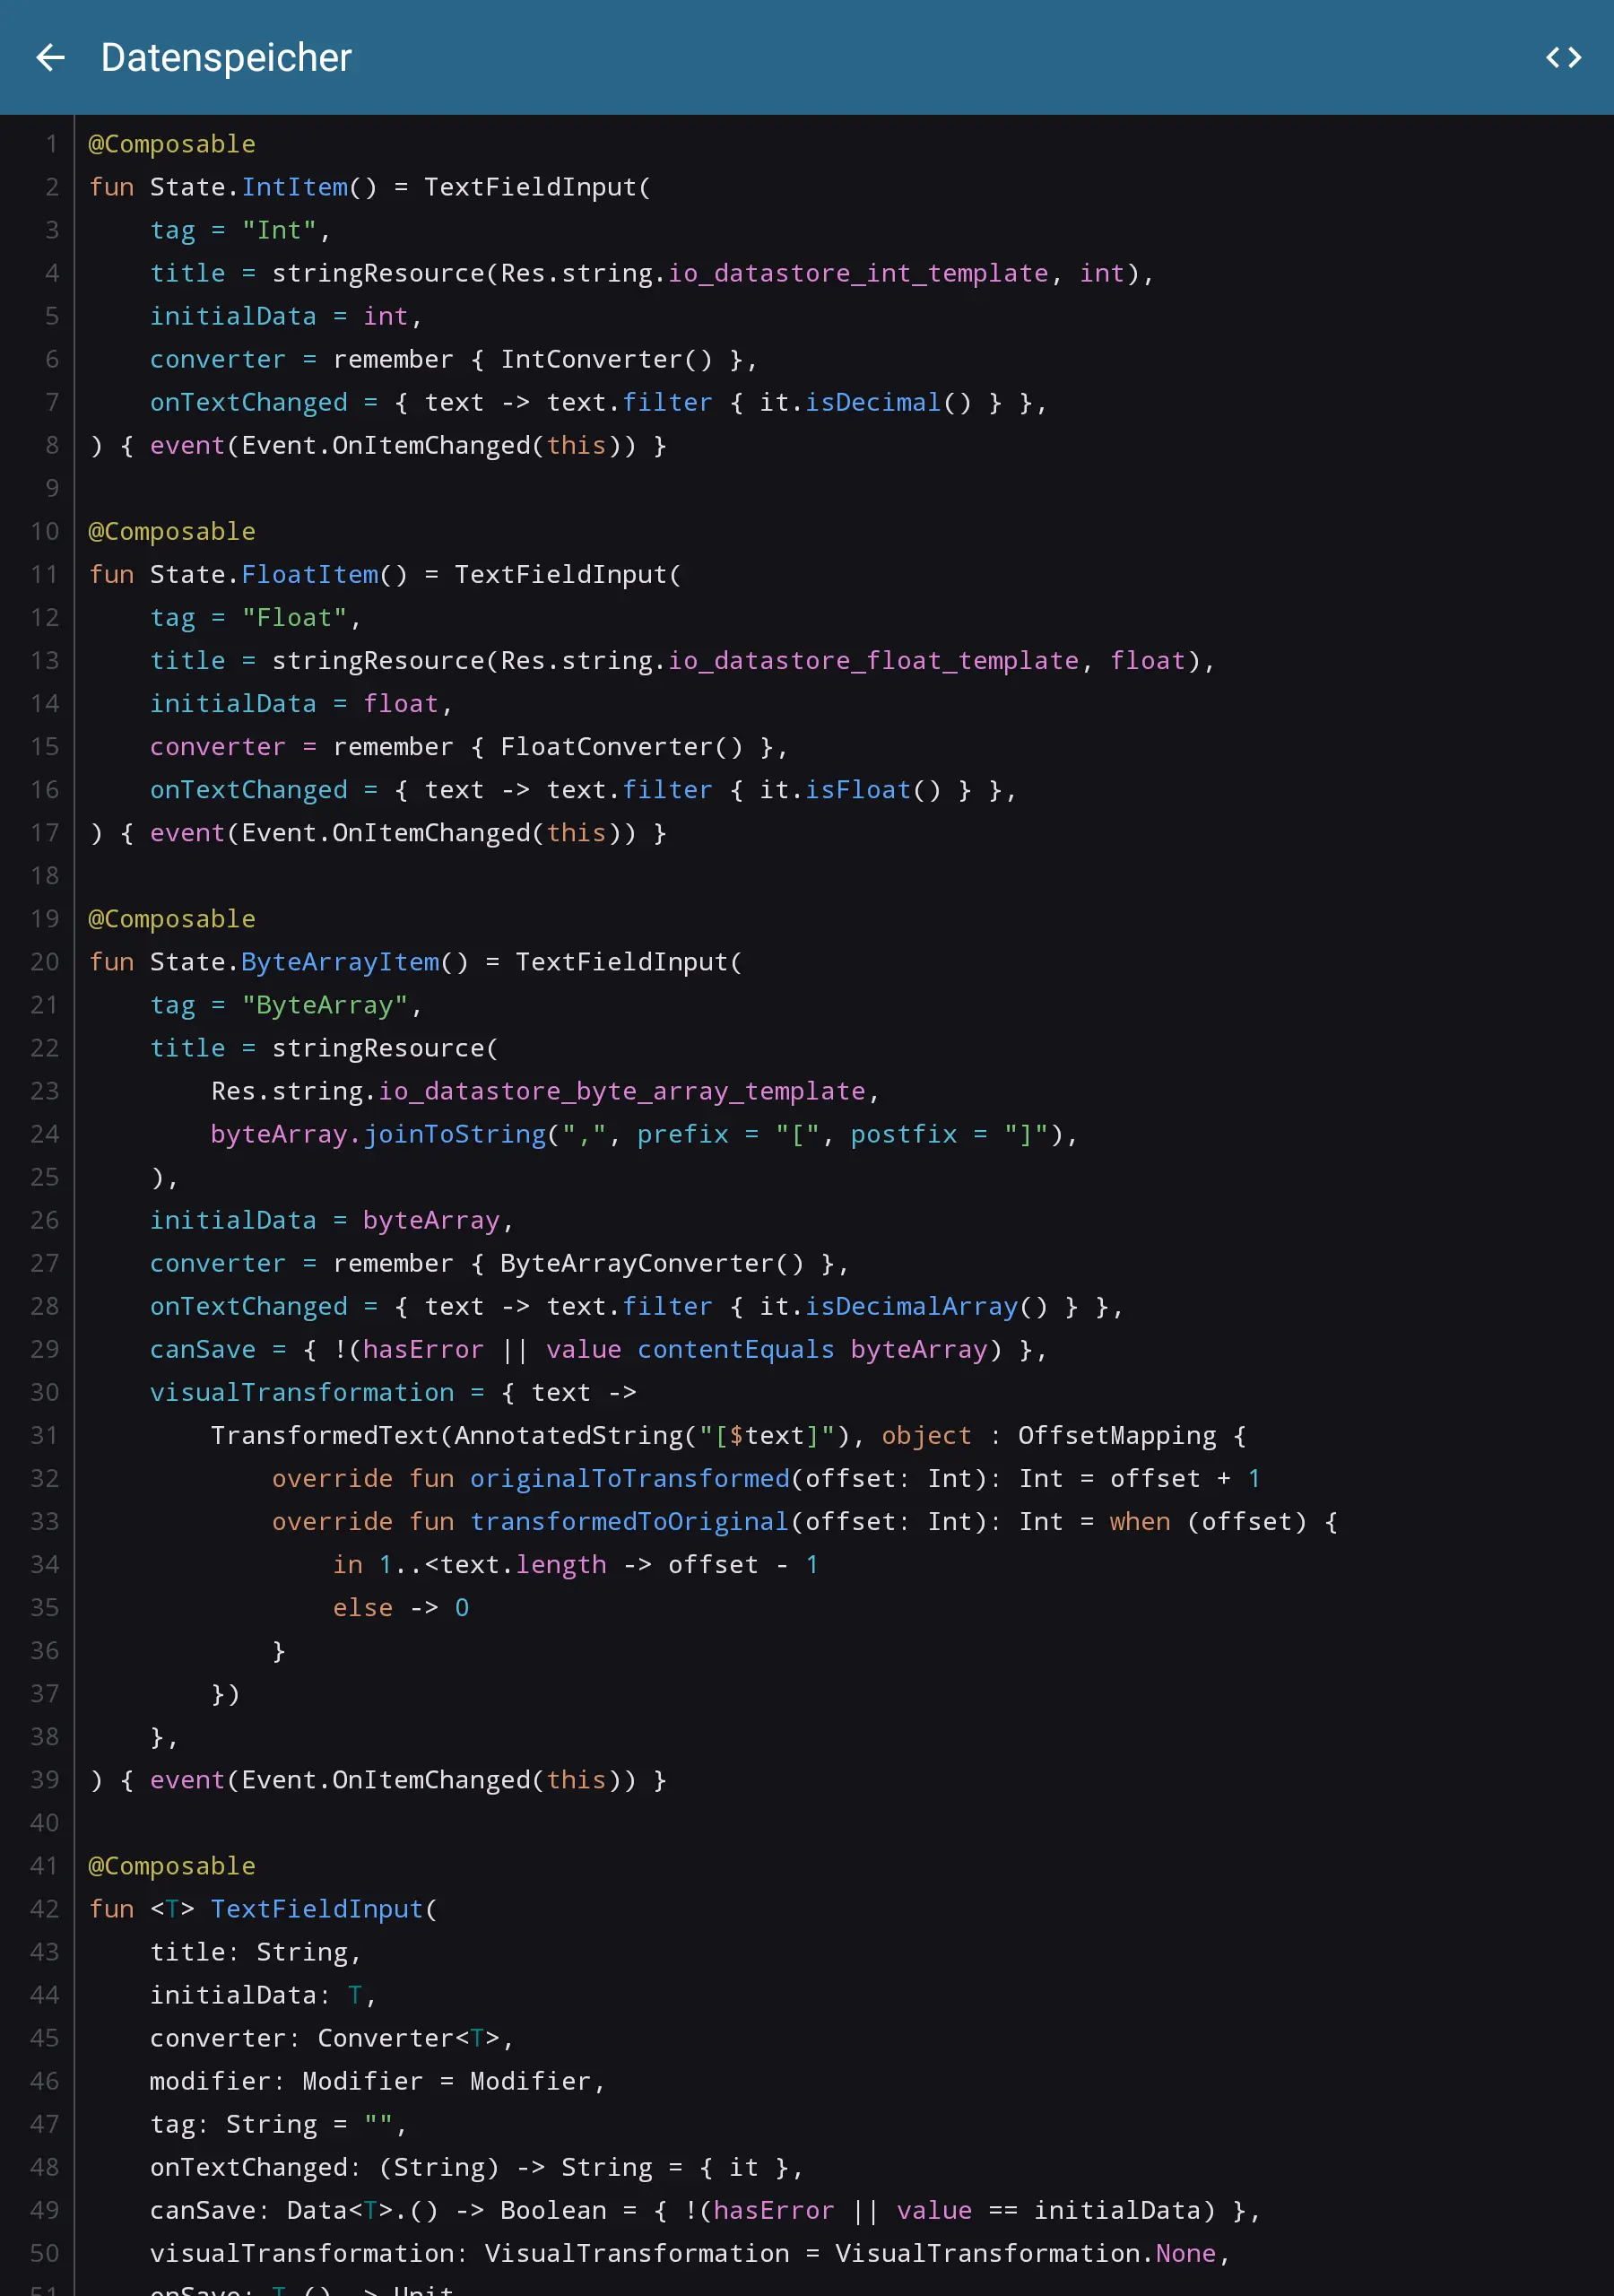 Datenspeicher
1 @Composable
2 fun State.IntItem() = TextFieldInput(
3     tag = "Int",
4     title = stringResource(Res.string.io_datastore_int_template, int),
5     initialData = int,
6     converter = remember { IntConverter() },
7     onTextChanged = { text -> text.filter { it.isDecimal() } },
8 ) { event(Event.OnItemChanged(this)) }
9
10 @Composable
11 fun State.FloatItem() = TextFieldInput(
12     tag = "Float",
13     title = stringResource(Res.string.io_datastore_float_template, float),
14     initialData = float,
15     converter = remember { FloatConverter() },
16     onTextChanged = { text -> text.filter { it.isFloat() } },
17 ) { event(Event.OnItemChanged(this)) }
18
19 @Composable
20 fun State.ByteArrayItem() = TextFieldInput(
21     tag = "ByteArray",
22     title = stringResource(
23         Res.string.io_datastore_byte_array_template,
24         byteArray.joinToString(",", prefix = "[", postfix = "]"),
25     ),
26     initialData = byteArray,
27     converter = remember { ByteArrayConverter() },
28     onTextChanged = { text -> text.filter { it.isDecimalArray() } },
29     canSave = { !(hasError || value contentEquals byteArray) },
30     visualTransformation = { text ->
31         TransformedText(AnnotatedString("[$text]"), object : OffsetMapping {
32             override fun originalToTransformed(offset: Int): Int = offset + 1
33             override fun transformedToOriginal(offset: Int): Int = when (offset) {
34                 in 1..<text.length -> offset - 1
35                 else -> 0
36             }
37         })
38     },
39 ) { event(Event.OnItemChanged(this)) }
40
41 @Composable
42 fun <T> TextFieldInput(
43     title: String,
44     initialData: T,
45     converter: Converter<T>,
46     modifier: Modifier = Modifier,
47     tag: String = "",
48     onTextChanged: (String) -> String = { it },
49     canSave: Data<T>.() -> Boolean = { !(hasError || value == initialData) },
50     visualTransformation: VisualTransformation = VisualTransformation.None,
51     onSave: T.() -> Unit